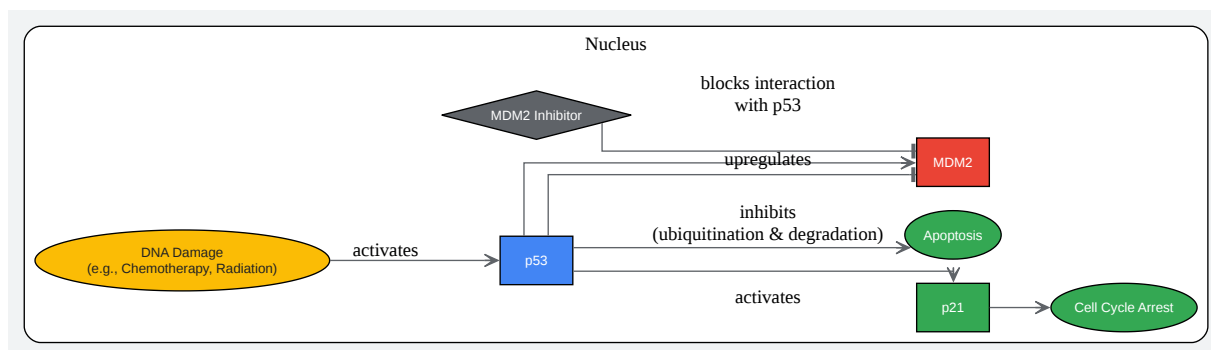 Nucleus
blocks interaction
with p53
MDM2 Inhibitor
upregulates
MDM2
inhibits
(ubiquitination & degradation)
Apoptosis
DNA Damage
(e.g., Chemotherapy, Radiation)
activates
p53
activates
p21
Cell Cycle Arrest